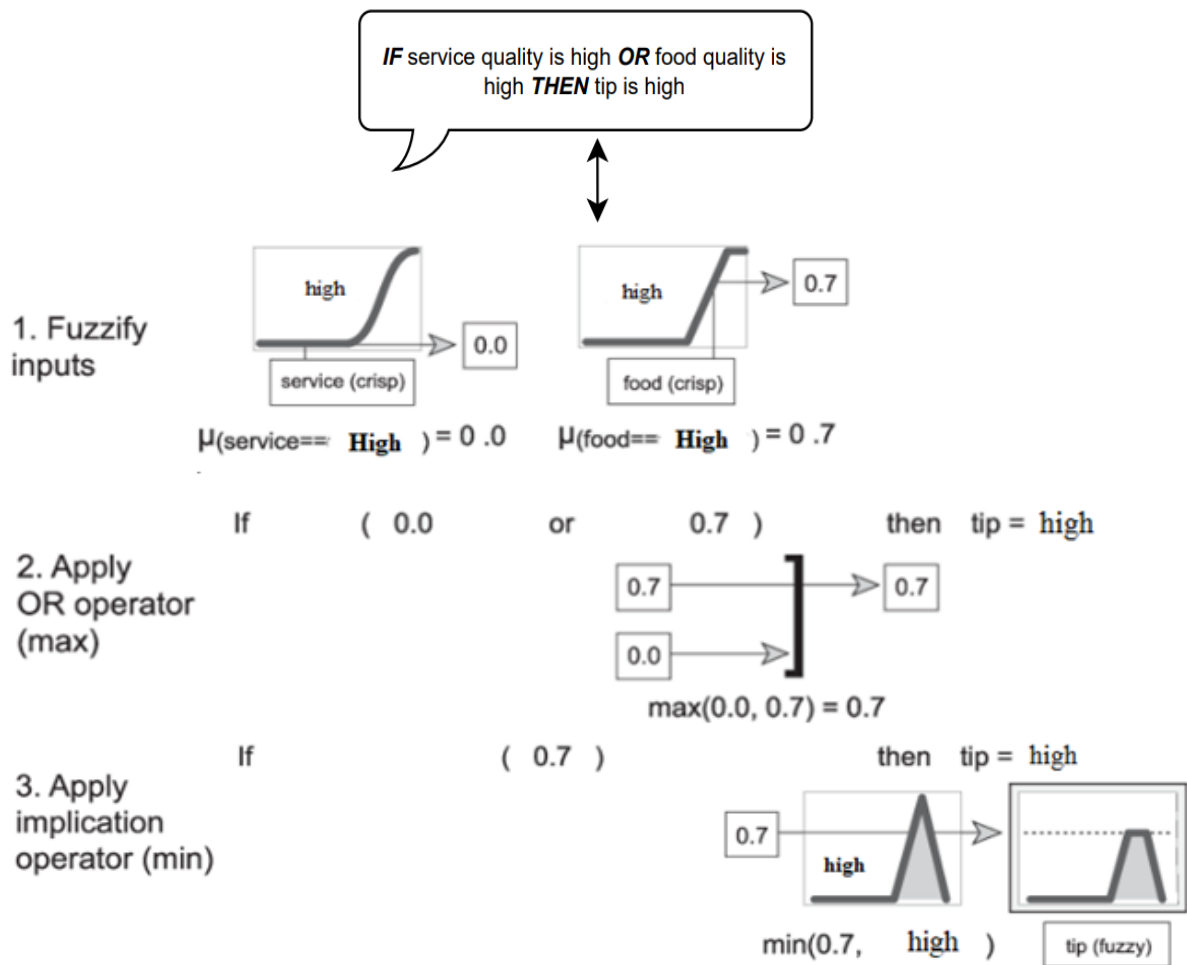 IF service quality is high OR food quality is
high THEN tip is high
high
high
0.7
0.0
1. Fuzzify
inputs
service (crisp)
food (crisp)
μ(service== High ) = 0 .0
μ(food== High ) = 0 .7
If ( 0.0 or 0.7 ) then tip = high
2. Apply
OR operator
(max)
0.7
0.7
0.0
max(0.0, 0.7) = 0.7
If ( 0.7 ) then tip = high
3. Apply
implication
operator (min)
0.7
high
min(0.7, high )
tip (fuzzy)